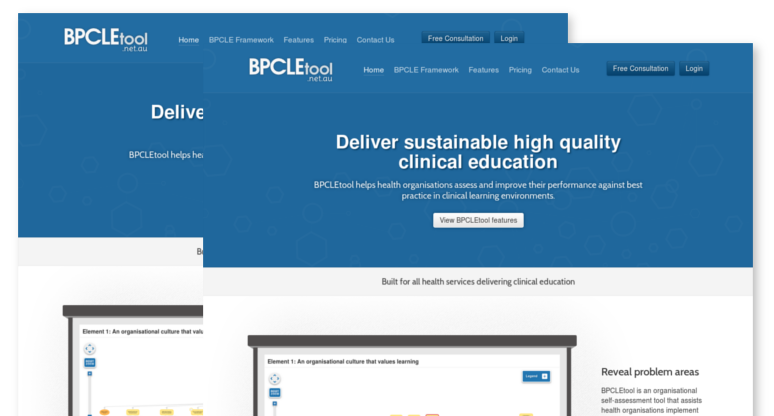 BPCLEtool
.net.au
Home BPCLE Framework Features Pricing Contact Us
Free Consultation Login
Delive
BPCLEtool helps hea
Element 1: An organisational culture that valu
BPCLEtool
.net.au
Home BPCLE Framework Features Pricing Contact Us
Free Consultation Login
Deliver sustainable high quality
clinical education
BPCLEtool helps health organisations assess and improve their performance against best
practice in clinical learning environments.
View BPCLEtool features
Built for all health services delivering clinical education
Element 1: An organisational culture that values learning
Legend
Reveal problem areas
BPCLEtool is an organisational
self-assessment tool that assists
health organisations implement